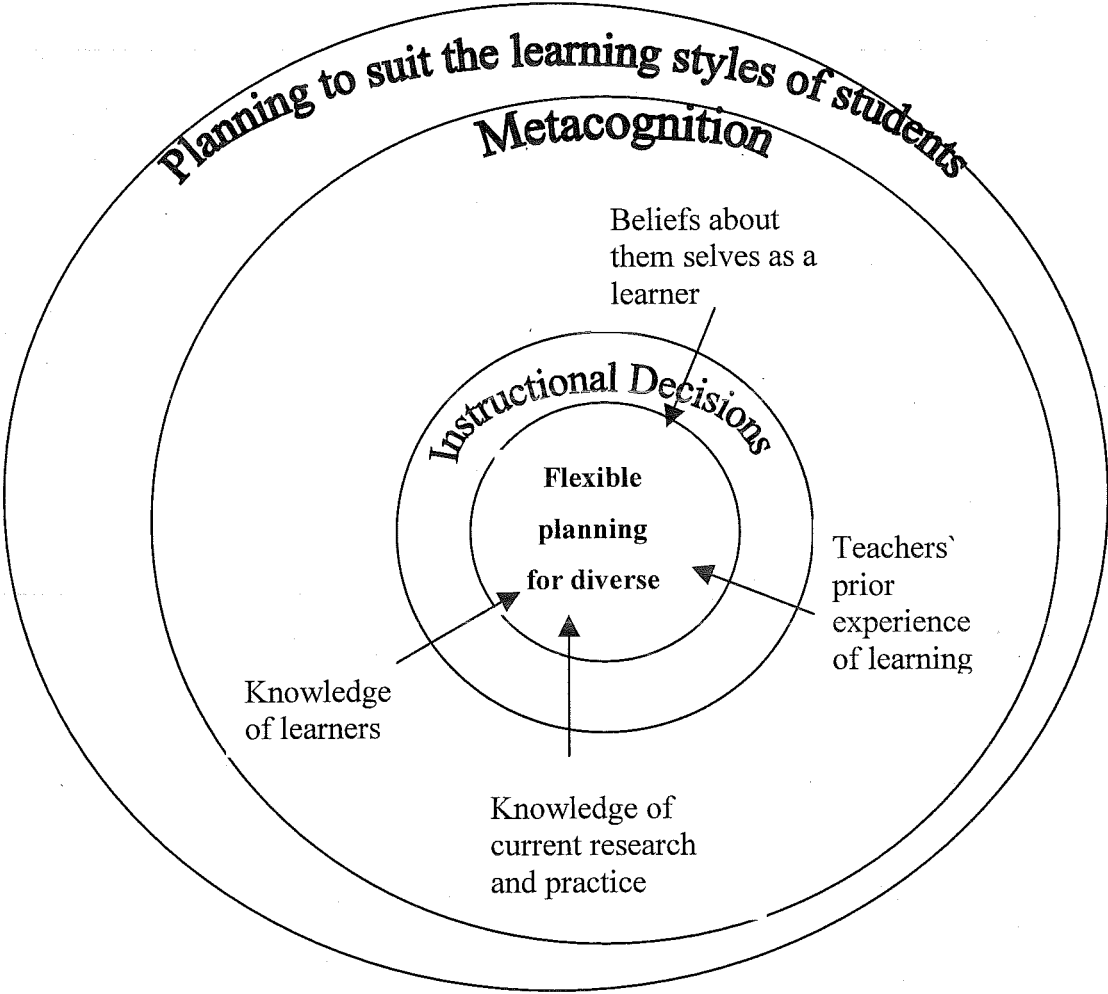 Planning to suit the learning styles of students
Metacognition
Beliefs about
them selves as a
learner
Instructional Decisions
Flexible
planning
for diverse
Teachers`
prior
experience
of learning
Knowledge
of learners
Knowledge of
current research
and practice